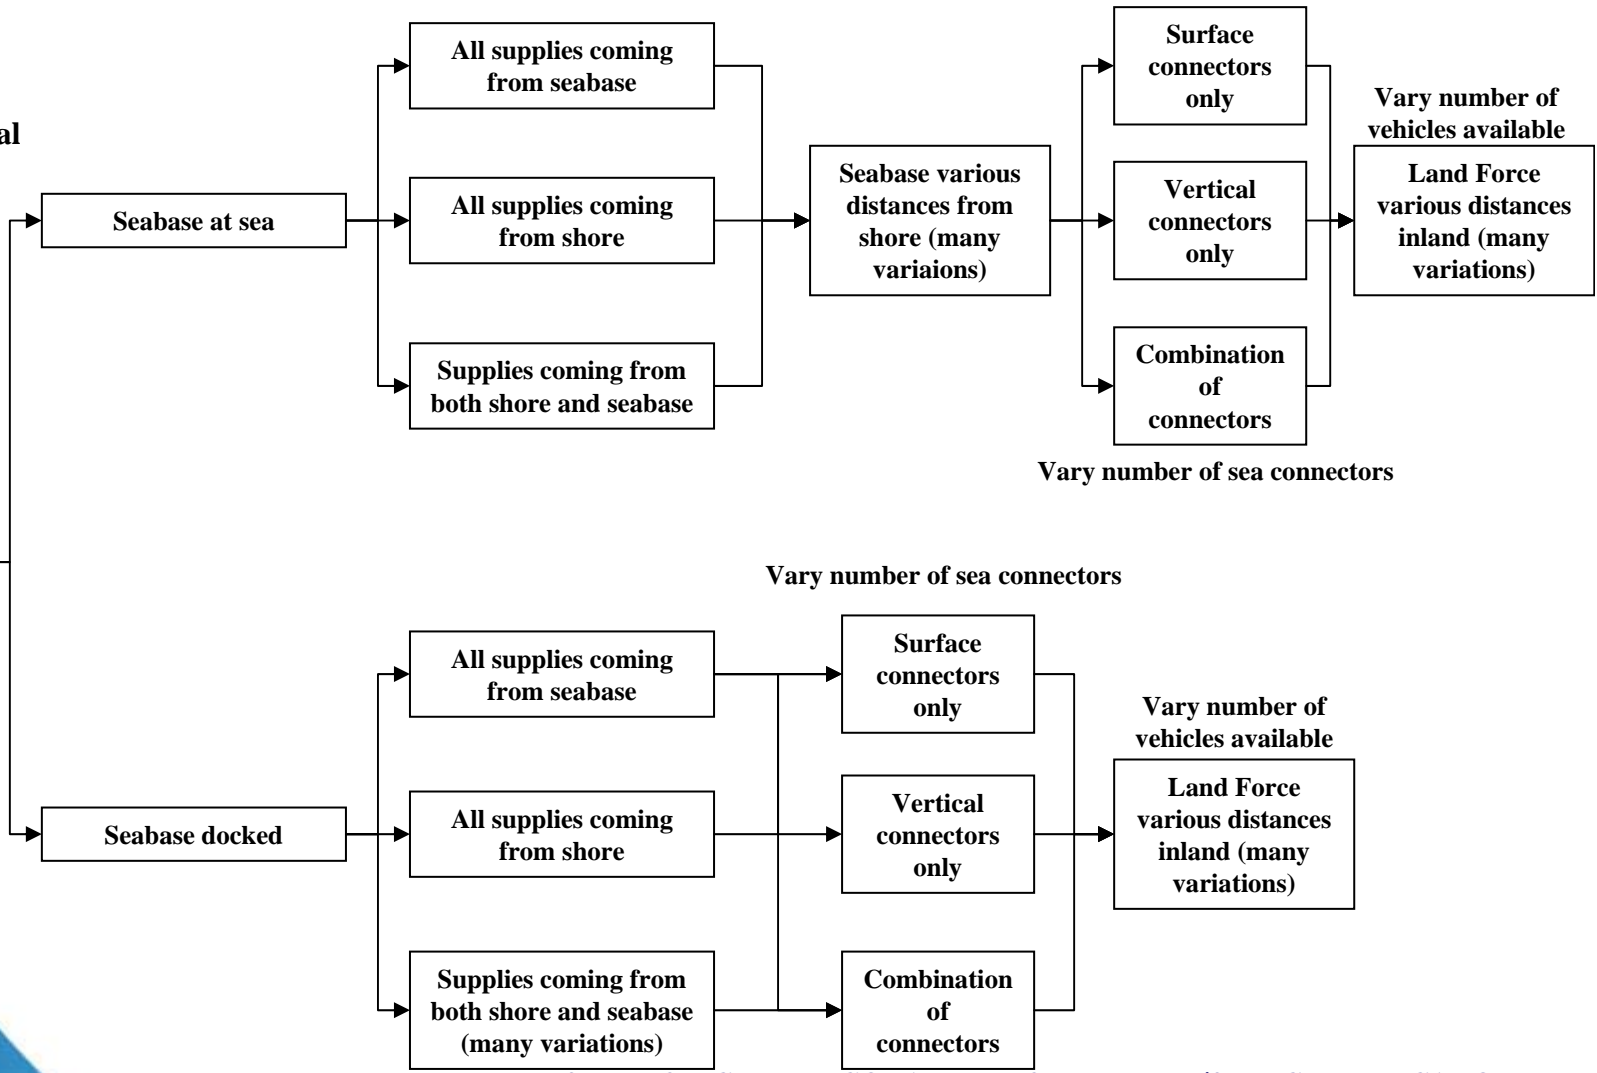 al
Seabase at sea
All supplies coming
from seabase
All supplies coming
from shore
Supplies coming from
both shore and seabase
Seabase various
distances from
shore (many
variaions)
Surface
connectors
only
Vertical
connectors
only
Combination
of
connectors
Vary number of sea connectors
Vary number of
vehicles available
Land Force
various distances
inland (many
variations)
Seabase docked
All supplies coming
from seabase
All supplies coming
from shore
Supplies coming from
both shore and seabase
(many variations)
Vary number of sea connectors
Surface
connectors
only
Vertical
connectors
only
Combination
of
connectors
Vary number of
vehicles available
Land Force
various distances
inland (many
variations)